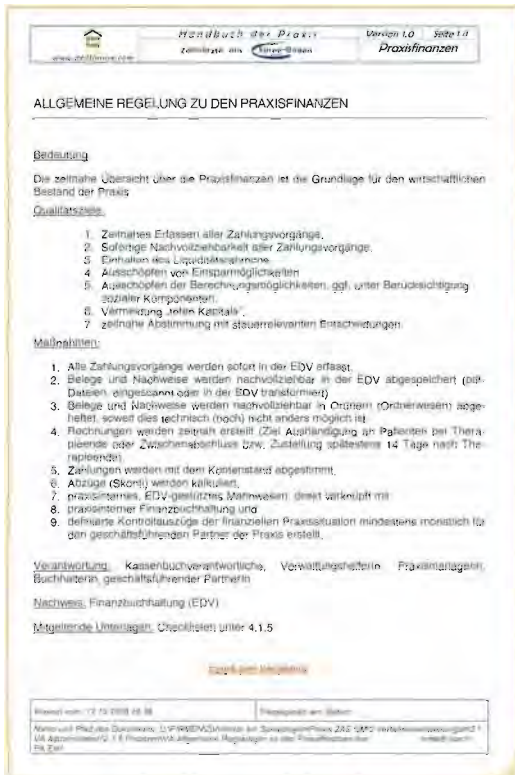 Handbuch der Praxis
Version 1.0 Seite 1.0
Praxisfinanzen
ALLGEMEINE REGELUNG ZU DEN PRAXISFINANZEN
Bedeutung
Die zeitnahe Übersicht über die Praxisfinanzen ist die Grundlage für den wirtschaftlichen
Bestand der Praxis
Qualitätsziele:
1. Zeitnahes Erfassen aller Zahlungsvorgänge,
2. Sofortige Nachvollziehbarkeit aller Zahlungsvorgänge,
3 Einhalten des Liquiditätsrahmens
4 Ausschöpfen von Einsparmöglichkeiten
5. Ausschöpfen der Berechnungsmöglichkeiten, ggf. unter Berücksichtigung
sozialer Komponenten,
6. Vermeidung „toten Kapitals",
7 zeitnahe Abstimmung mit steuerrelevanten Entscheidungen.
Maßnahmen:
1. Alle Zahlungsvorgänge werden sofort in der EDV erfasst,
2. Belege und Nachweise werden nachvollziehbar in der EDV abgespeichert (pdf-
Dateien, eingescannt oder in der EDV transformiert)
3. Belege und Nachweise werden nachvollziehbar in Ordnern (Ordnerwesen) abge-
heftet, soweit dies technisch (noch) nicht anders möglich ist
4. Rechnungen werden zeitnah erstellt (Ziel Aushändigung an Patienten bei Thera-
pieende oder Zwischenabschluss bzw. Zustellung spätestens 14 Tage nach The-
rapieende),
5. Zahlungen werden mit dem Kontenstand abgestimmt,
6. Abzüge (Skonti) werden kalkuliert,
7. praxisinternes, EDV-gestütztes Mahnwesen, direkt verknüpft mit
8. praxisinterner Finanzbuchhaltung und
9. definierte Kontrollauszüge der finanziellen Praxissituation mindestens monatlich für
den geschäftsführenden Partner der Praxis erstellt.
Verantwortung: Kassenbuchverantwortliche, Verwaltungshelferin Praxismanagerin,
Buchhalterin, geschäftsführender Partnerin
Nachweis: Finanzbuchhaltung (EDV)
Mitgeltende Unterlagen: Checklisten unter 4.1.5